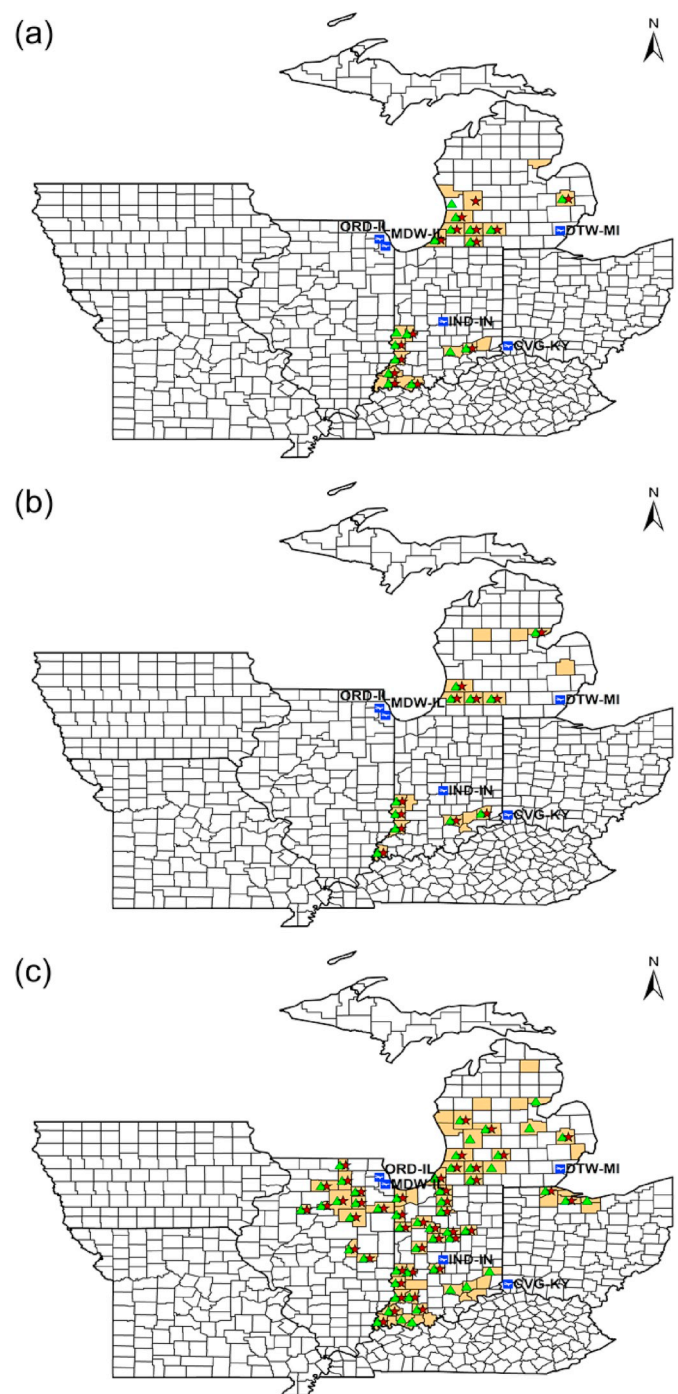 (a)
N
ORD-IL
MDW-IL
DTW-MI
IND-IN
CVG-KY
(b)
N
ORD-IL
MDW-IL
DTW-MI
IND-IN
CVG-KY
(c)
N
ORD-IL
MDW-IL
DTW-MI
IND-IN
CVG-KY